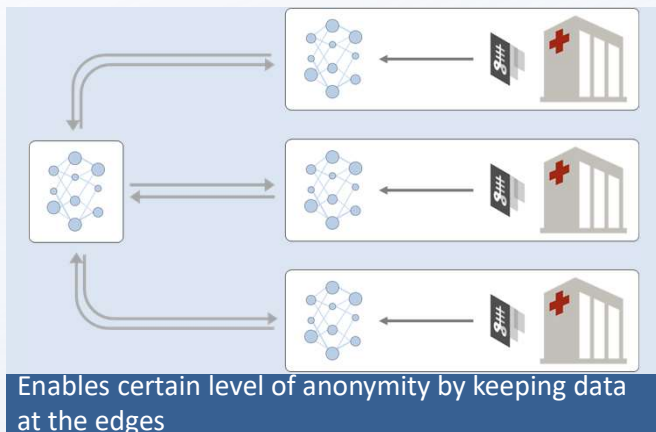 Enables certain level of anonymity by keeping data
at the edges